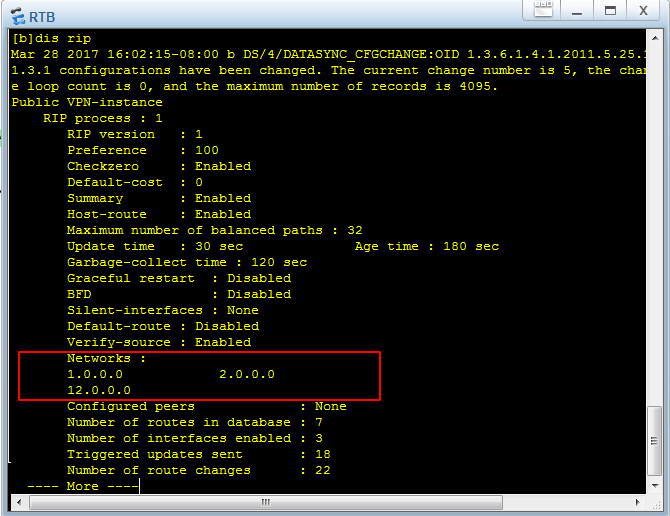 RTB
[b]dis rip
Mar 28 2017 16:02:15-08:00 b DS/4/DATASYNC_CFGCHANGE:OID 1.3.6.1.4.1.2011.5.25.
1.3.1 configurations have been changed. The current change number is 5, the chan
e loop count is 0, and the maximum number of records is 4095.
Public VPN-instance
RIP process : 1
RIP version : 1
Preference : 100
Checkzero : Enabled
Default-cost : 0
Summary : Enabled
Host-route : Enabled
Maximum number of balanced paths : 32
Update time : 30 sec Age time : 180 sec
Garbage-collect time : 120 sec
Graceful restart : Disabled
BFD : Disabled
Silent-interfaces : None
Default-route : Disabled
Verify-source : Enabled
Networks :
1.0.0.0 2.0.0.0
12.0.0.0
Configured peers : None
Number of routes in database : 7
Number of interfaces enabled : 3
Triggered updates sent : 18
Number of route changes : 22
---- More ----